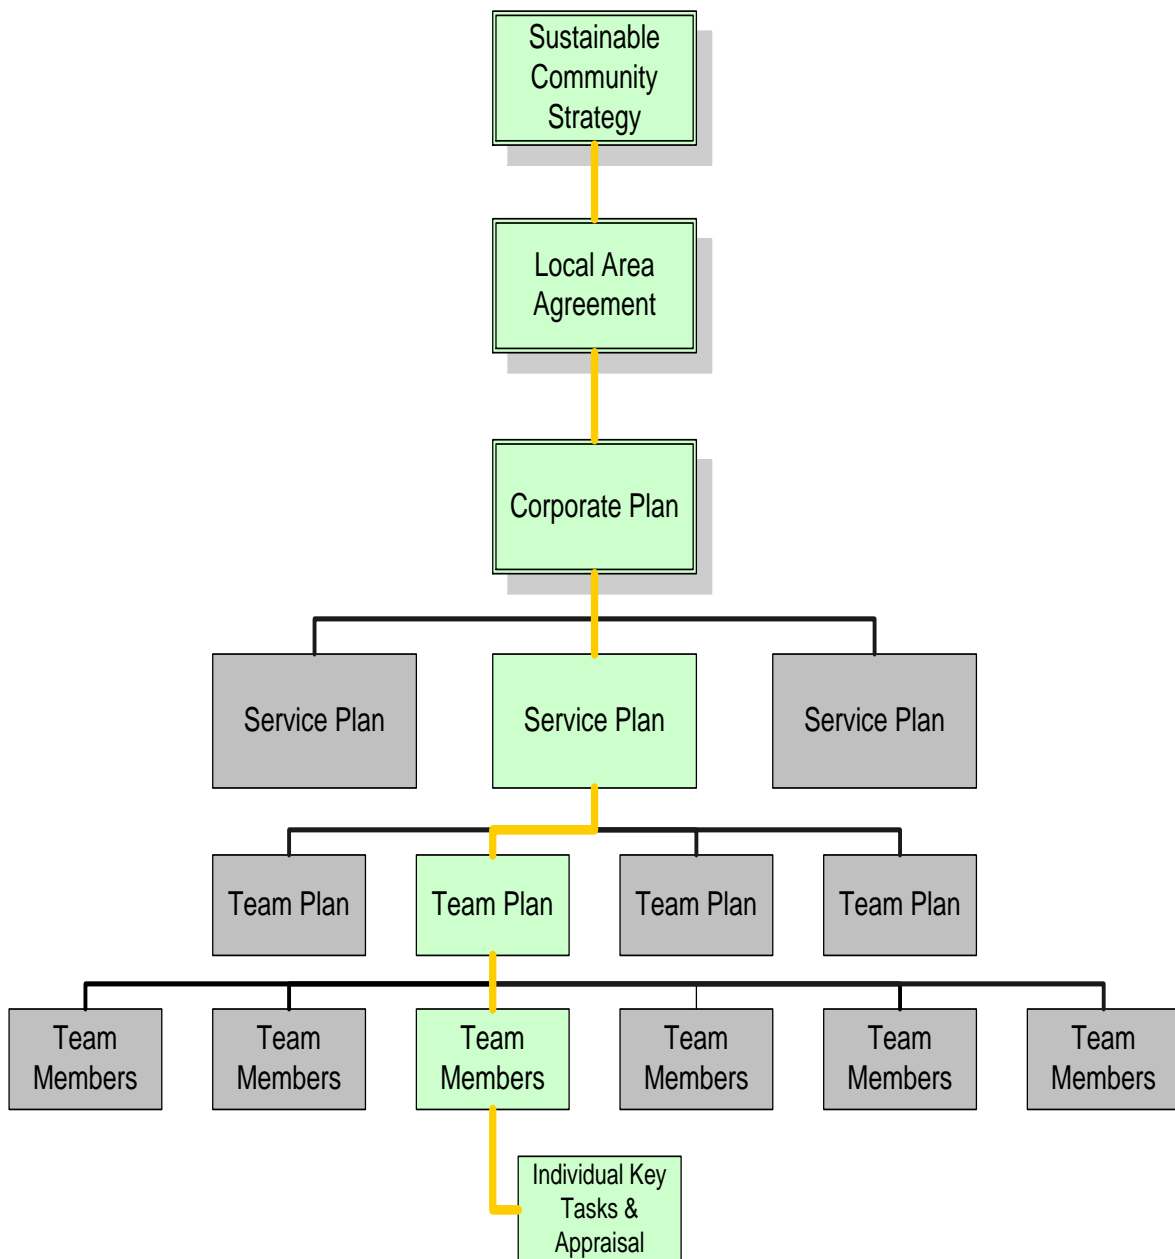 Sustainable
Community
Strategy
Local Area
Agreement
Corporate Plan
Service Plan
Service Plan
Service Plan
Team Plan
Team Plan
Team Plan
Team Plan
Team
Members
Team
Members
Team
Members
Team
Members
Team
Members
Team
Members
Individual Key
Tasks &
Appraisal